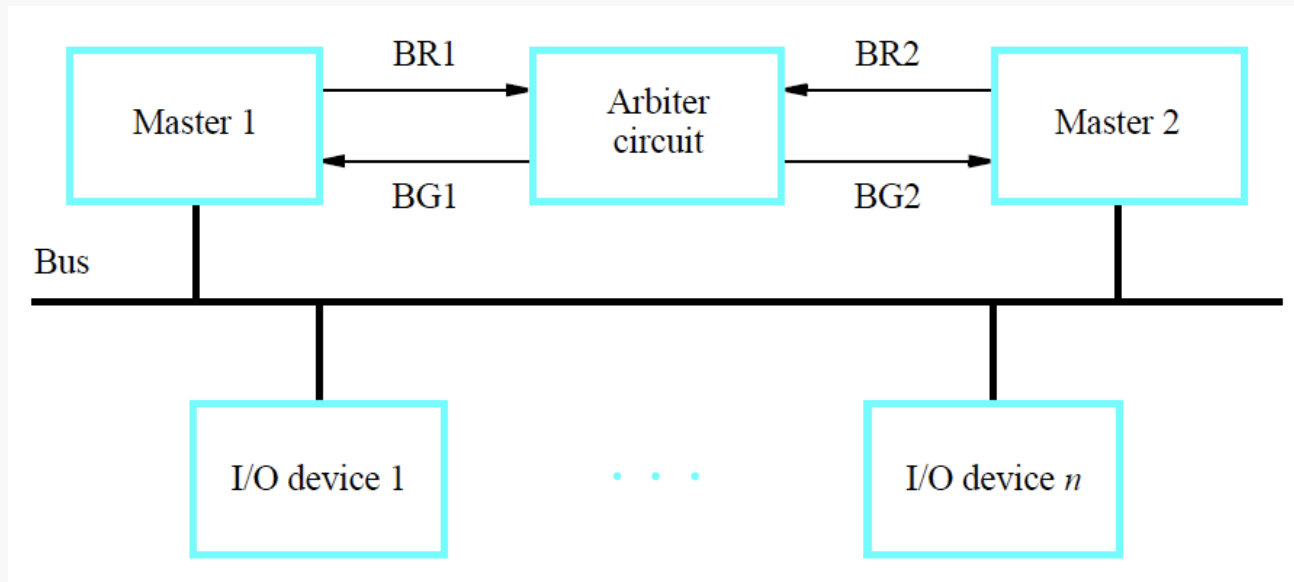 BR1
BR2
Master 1
Arbiter
circuit
Master 2
BG1
BG2
Bus
I/O device 1
. . .
I/O device n